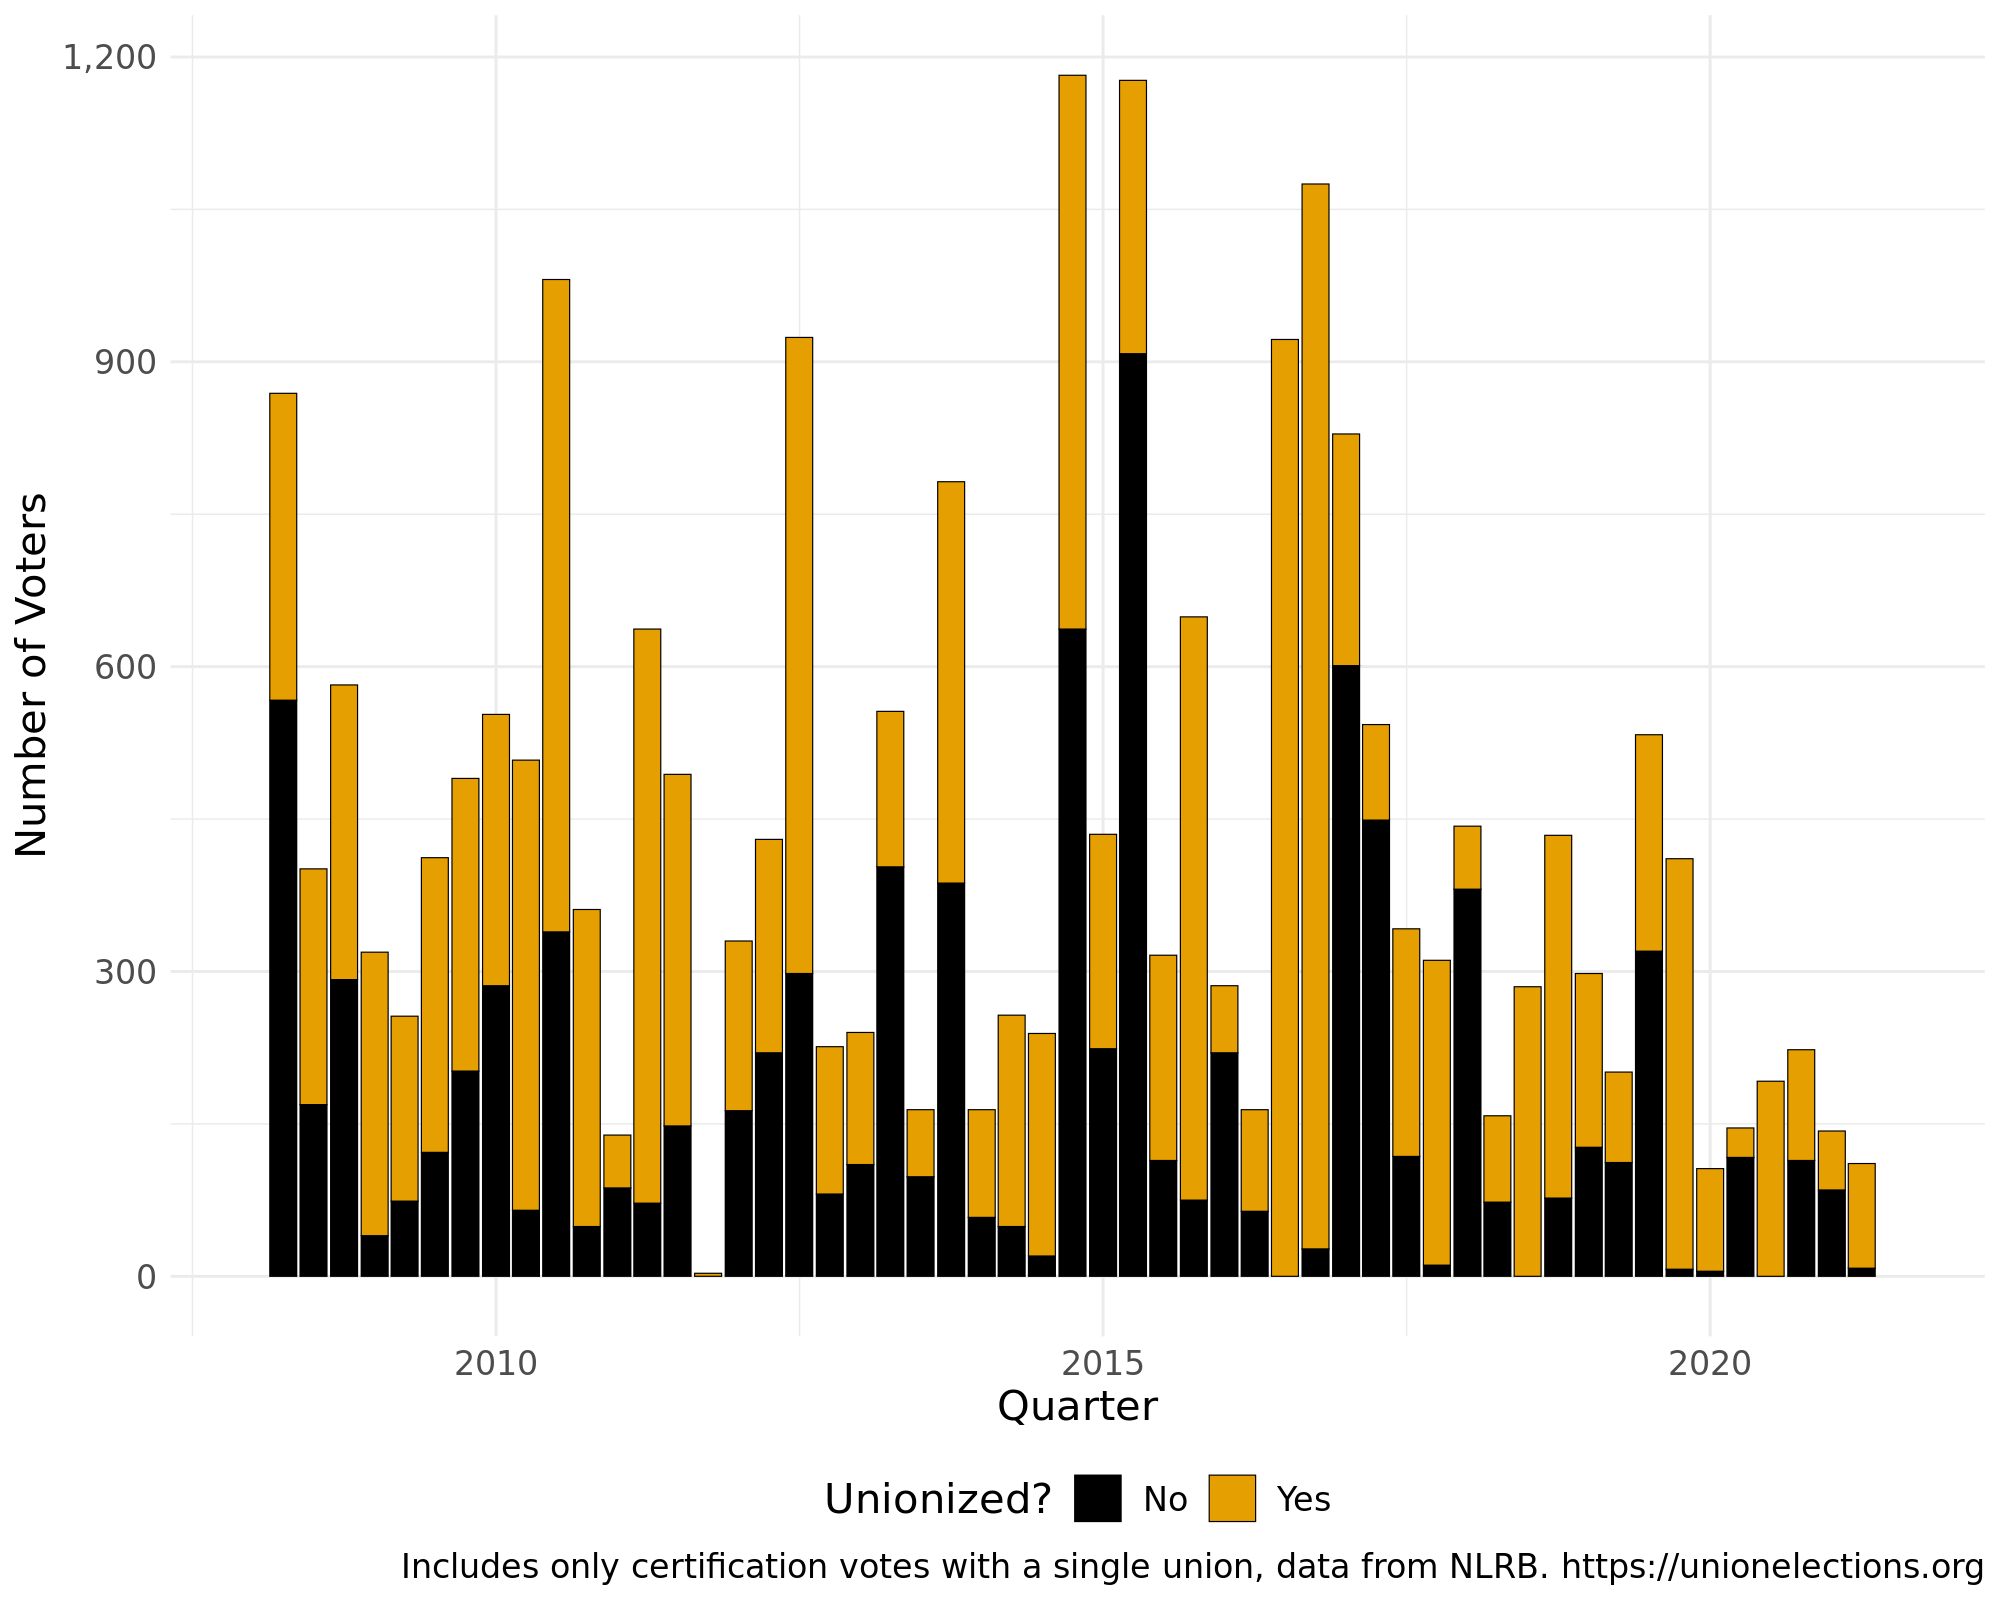 1,200
900
600
300
0
Number of Voters
2010 2015 2020
Quarter
Unionized? No Yes
Includes only certification votes with a single union, data from NLRB. https://unionelections.org